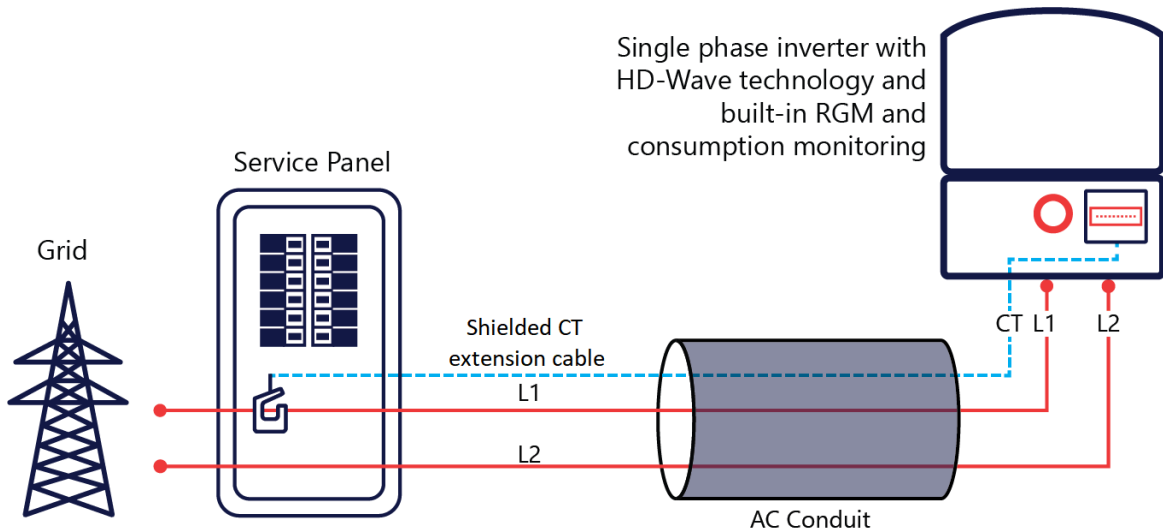 Single phase inverter with
HD-Wave technology and
built-in RGM and
consumption monitoring
Service Panel
Grid
Shielded CT
extension cable
CT L1 L2
L1
L2
AC Conduit